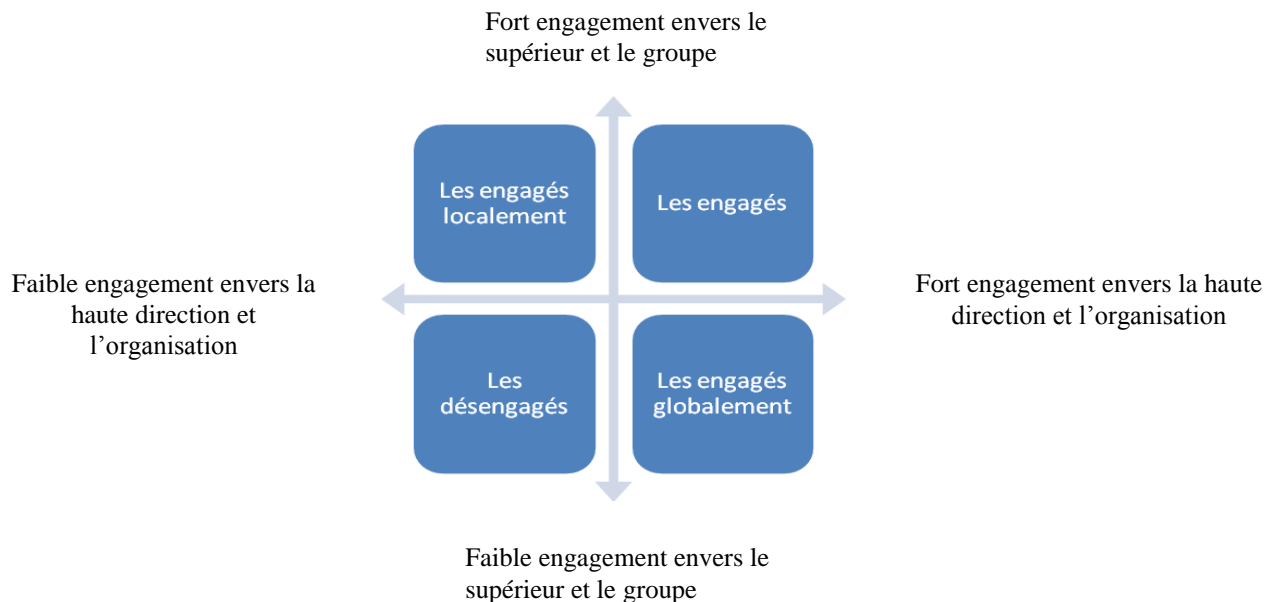 Fort engagement envers le
supérieur et le groupe
Les engagés
localement
Les engagés
Faible engagement envers la
haute direction et
l’organisation
Fort engagement envers la haute
direction et l’organisation
Les
désengagés
Les engagés
globalement
Faible engagement envers le
supérieur et le groupe